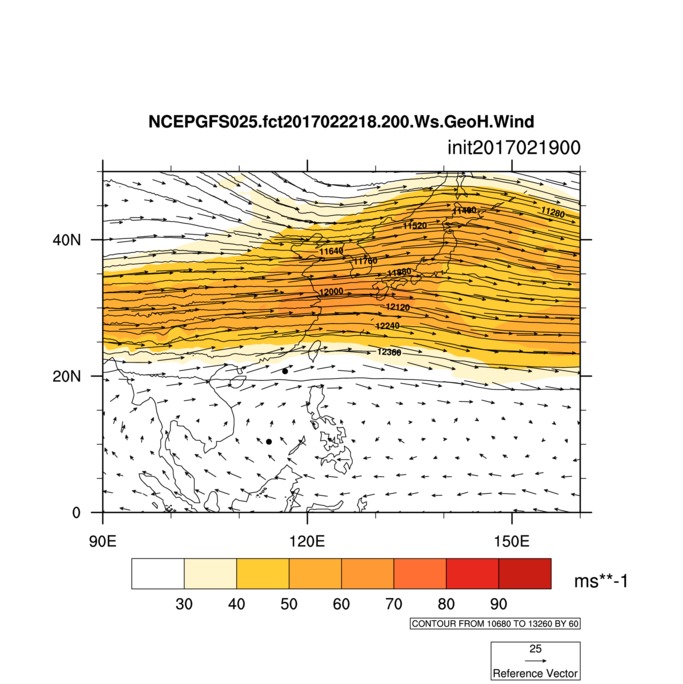 NCEPGFS025.fct2017022218.200.Ws.GeoH.Wind
init2017021900
11400
11280
11520
40N
11640
11760
11880
12000
12120
12240
12360
20N
0
90E 120E 150E
ms**-1
30 40 50 60 70 80 90
CONTOUR FROM 10680 TO 13260 BY 60
25
Reference Vector